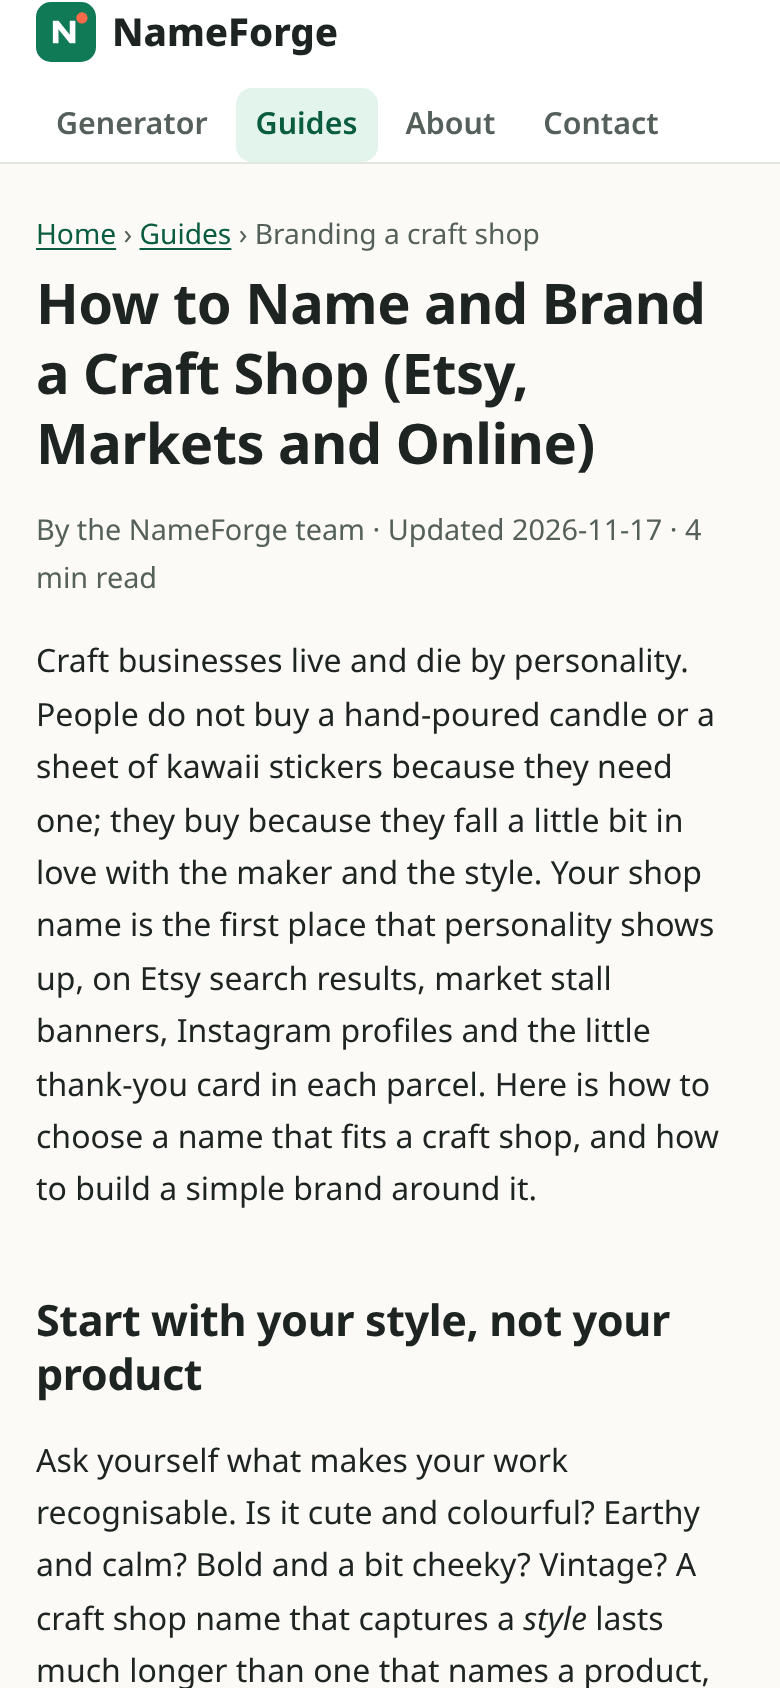 N
NameForge
Generator Guides About Contact
Home › Guides › Branding a craft shop
How to Name and Brand
a Craft Shop (Etsy,
Markets and Online)
By the NameForge team · Updated 2026-11-17 · 4
min read
Craft businesses live and die by personality.
People do not buy a hand-poured candle or a
sheet of kawaii stickers because they need
one; they buy because they fall a little bit in
love with the maker and the style. Your shop
name is the first place that personality shows
up, on Etsy search results, market stall
banners, Instagram profiles and the little
thank-you card in each parcel. Here is how to
choose a name that fits a craft shop, and how
to build a simple brand around it.
Start with your style, not your
product
Ask yourself what makes your work
recognisable. Is it cute and colourful? Earthy
and calm? Bold and a bit cheeky? Vintage? A
craft shop name that captures a style lasts
much longer than one that names a product,